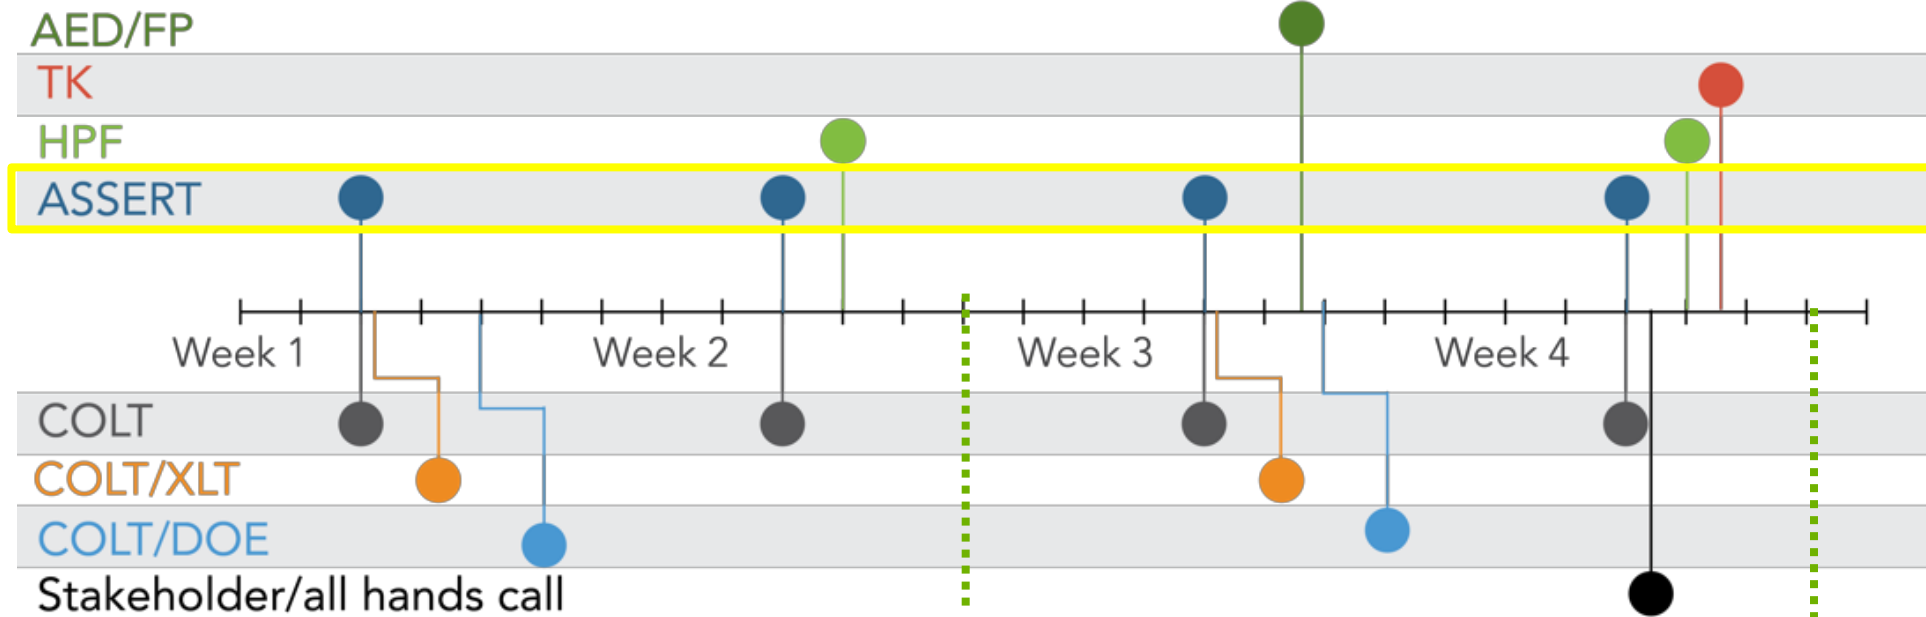 AED/FP
TK
HPF
ASSERT
Week 1 Week 2 Week 3 Week 4
COLT
COLT/XLT
COLT/DOE
Stakeholder/all hands call